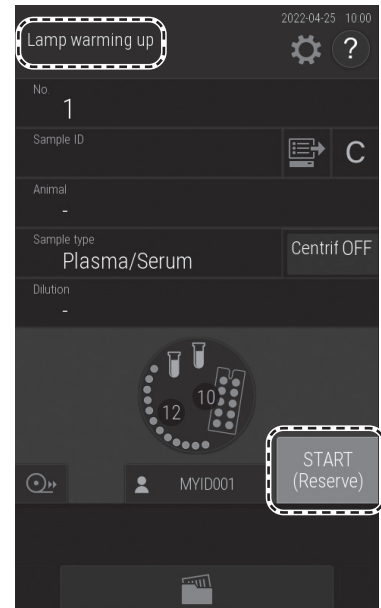 2022-04-25 10:00
Lamp warming up
?
No.
1
Sample ID
C
Animal
-
Sample type
Plasma/Serum
Centrif OFF
Dilution
-
10
12
MYID001
START
(Reserve)